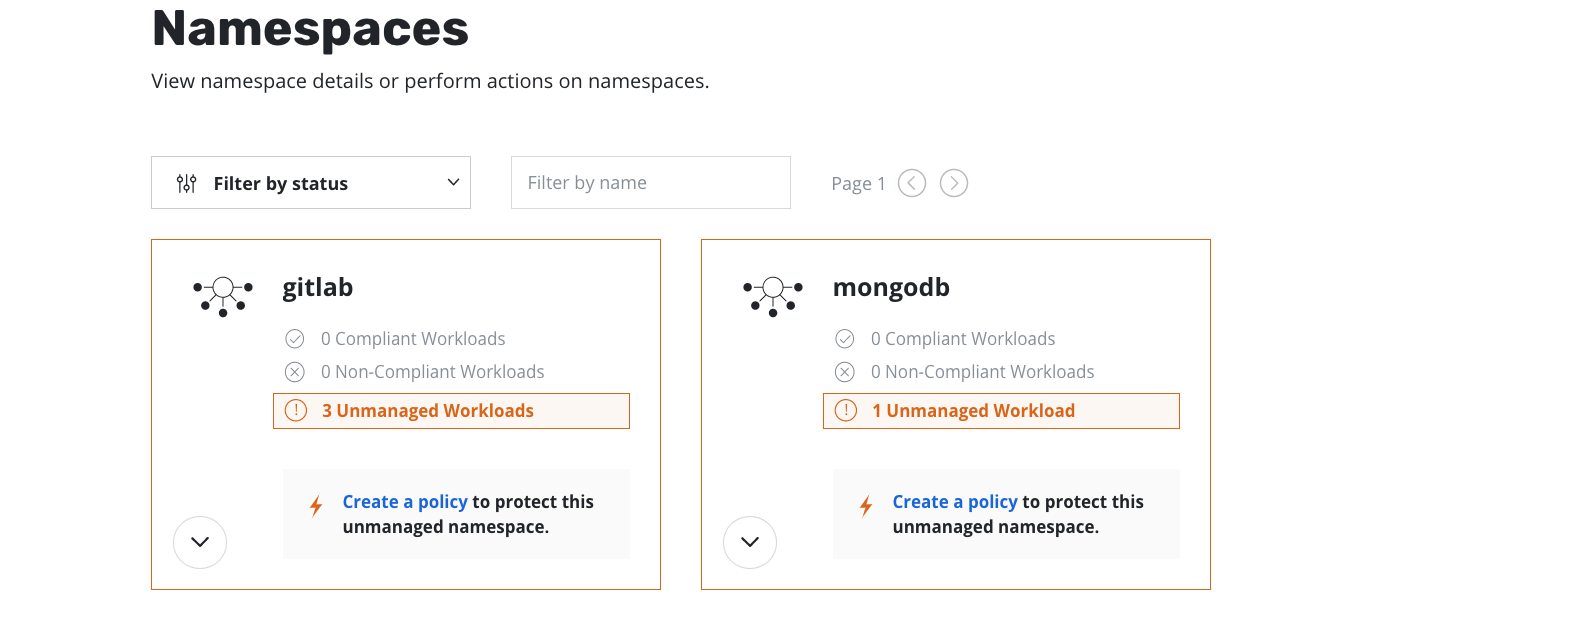 Namespaces
View namespace details or perform actions on namespaces.
Filter by status
Filter by name
Page 1
gitlab
0 Compliant Workloads
0 Non-Compliant Workloads
3 Unmanaged Workloads
Create a policy to protect this
unmanaged namespace.
mongodb
0 Compliant Workloads
0 Non-Compliant Workloads
1 Unmanaged Workload
Create a policy to protect this
unmanaged namespace.